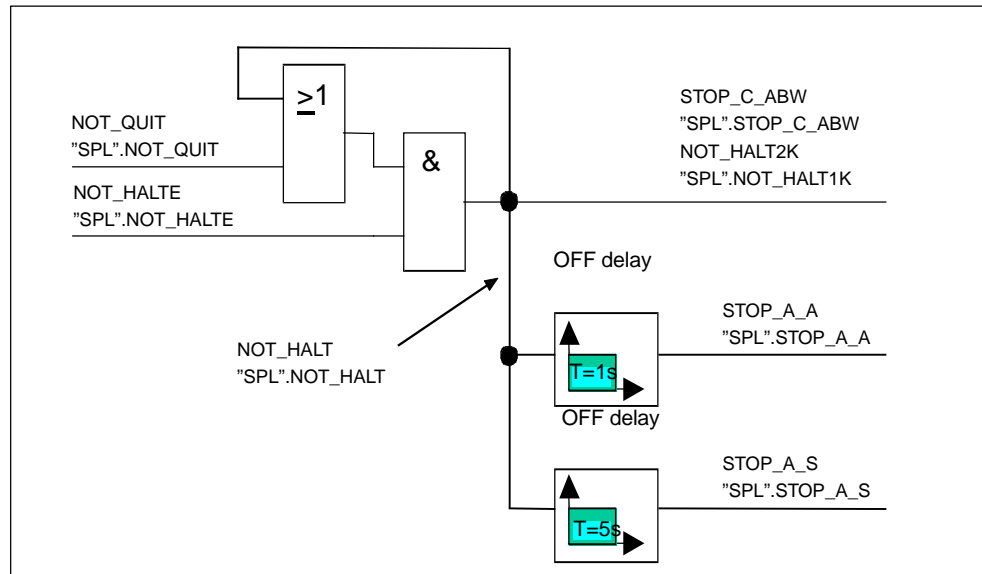 ≥1
NOT_QUIT
”SPL”.NOT_QUIT
NOT_HALTE
”SPL”.NOT_HALTE
&
STOP_C_ABW
”SPL”.STOP_C_ABW
NOT_HALT2K
”SPL”.NOT_HALT1K
OFF delay
NOT_HALT
”SPL”.NOT_HALT
T=1s
STOP_A_A
”SPL”.STOP_A_A
OFF delay
T=5s
STOP_A_S
”SPL”.STOP_A_S